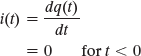 i(t) = dq(t)/dt
= 0 for t < 0